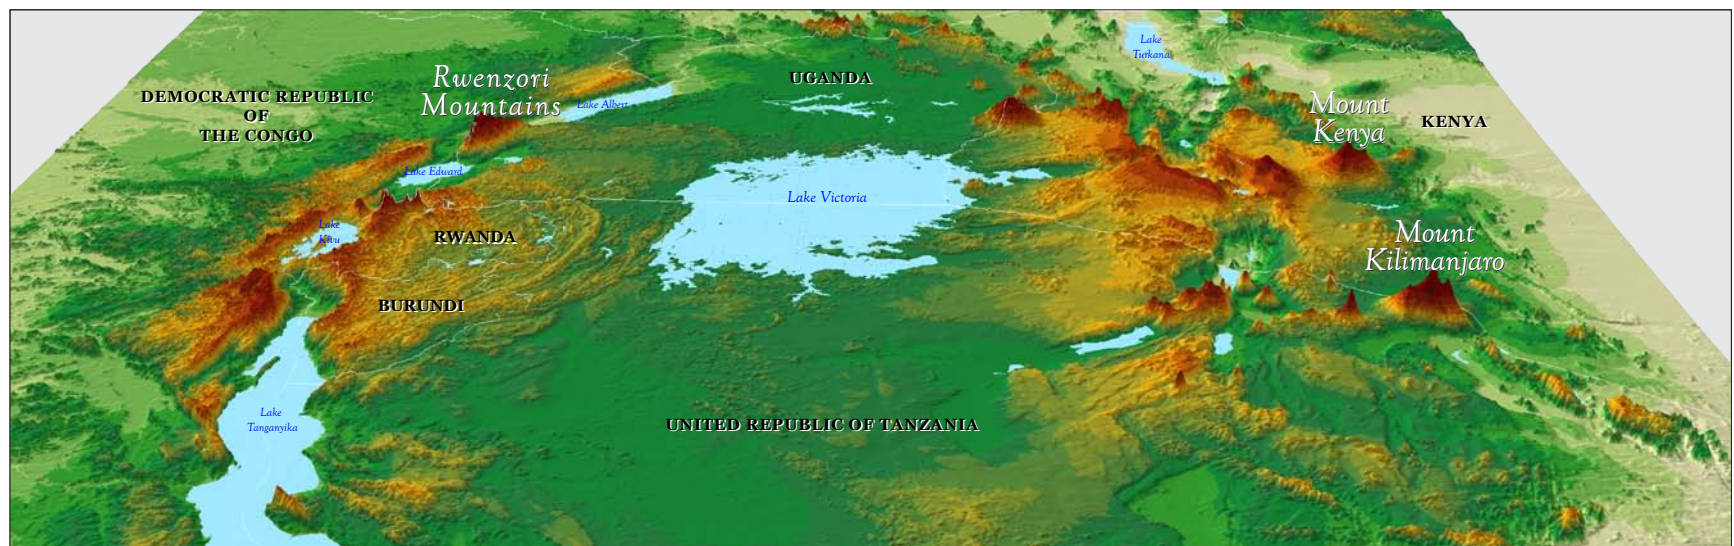 Lake
Turkana
Rwenzori
Mountains
UGANDA
DEMOCRATIC REPUBLIC
OF
THE CONGO
Lake Albert
Mount
Kenya
KENYA
Lake Edward
Lake Victoria
Lake
Kivu
RWANDA
Mount
Kilimanjaro
BURUNDI
Lake
Tanganyika
UNITED REPUBLIC OF TANZANIA